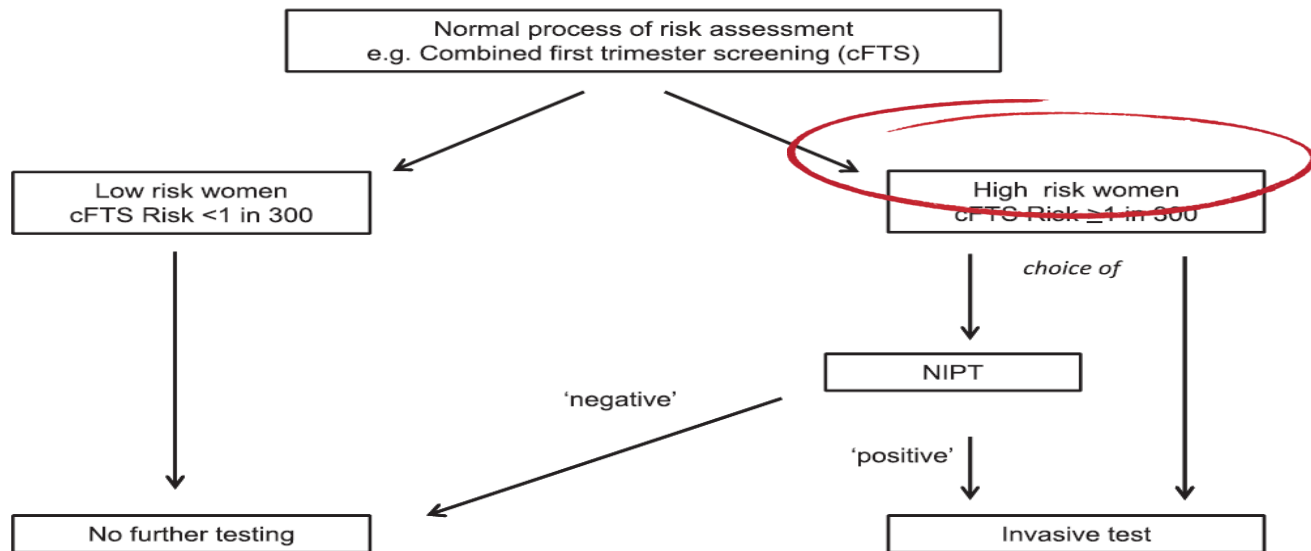 Normal process of risk assessment
e.g. Combined first trimester screening (cFTS)
Low risk women
cFTS Risk <1 in 300
High  risk women
cFTS Risk ≥1 in 300
choice of
NIPT
‘negative’
‘positive’
No further testing
Invasive test